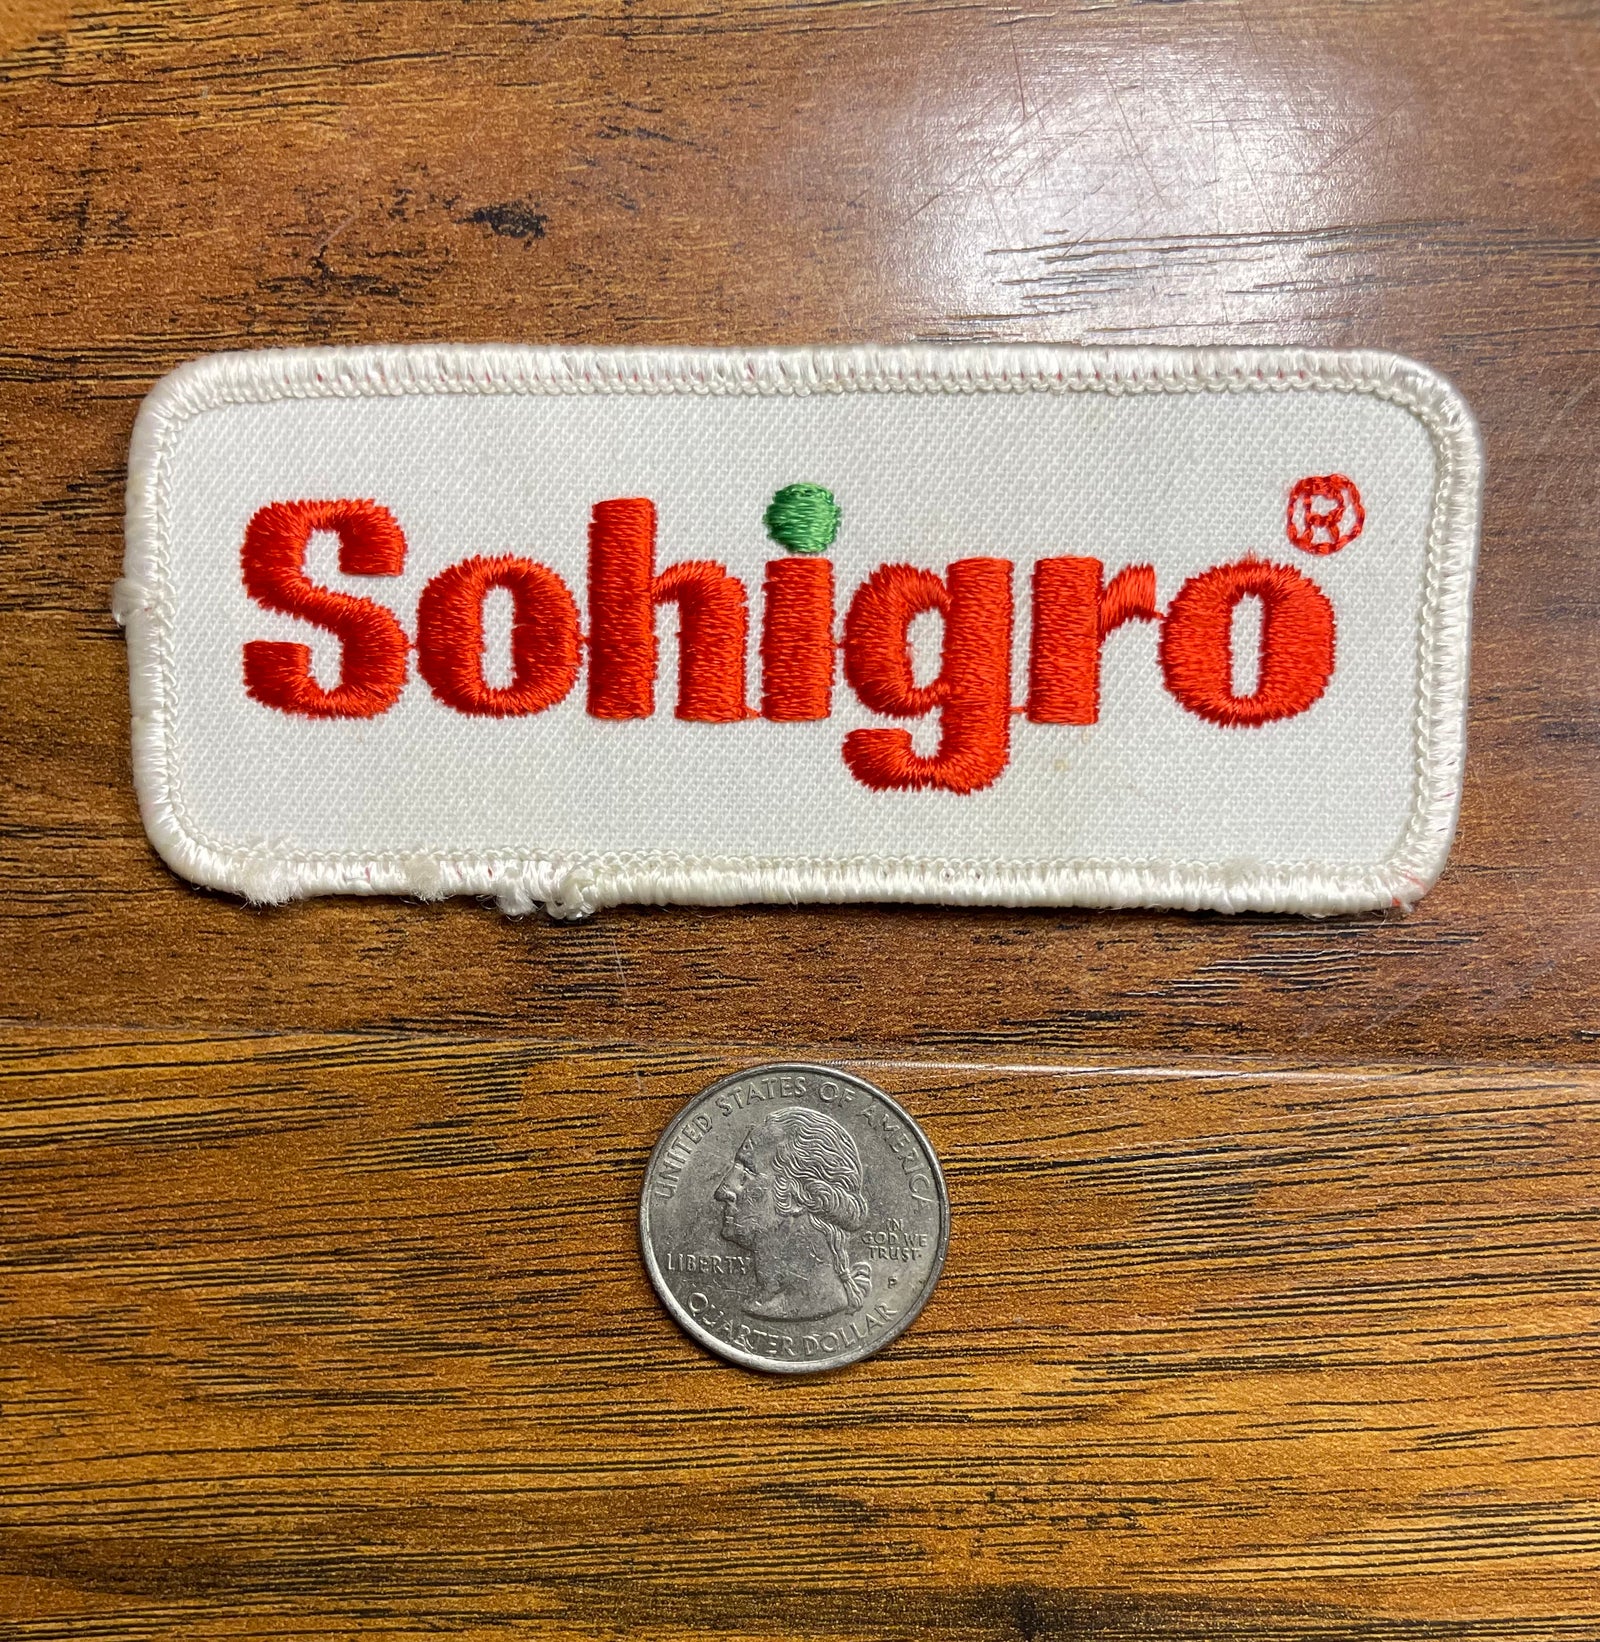 Sohigro®
UNITED STATES OF AMERICA
LIBERTY
IN
GOD WE
TRUST
P
QUARTER DOLLAR